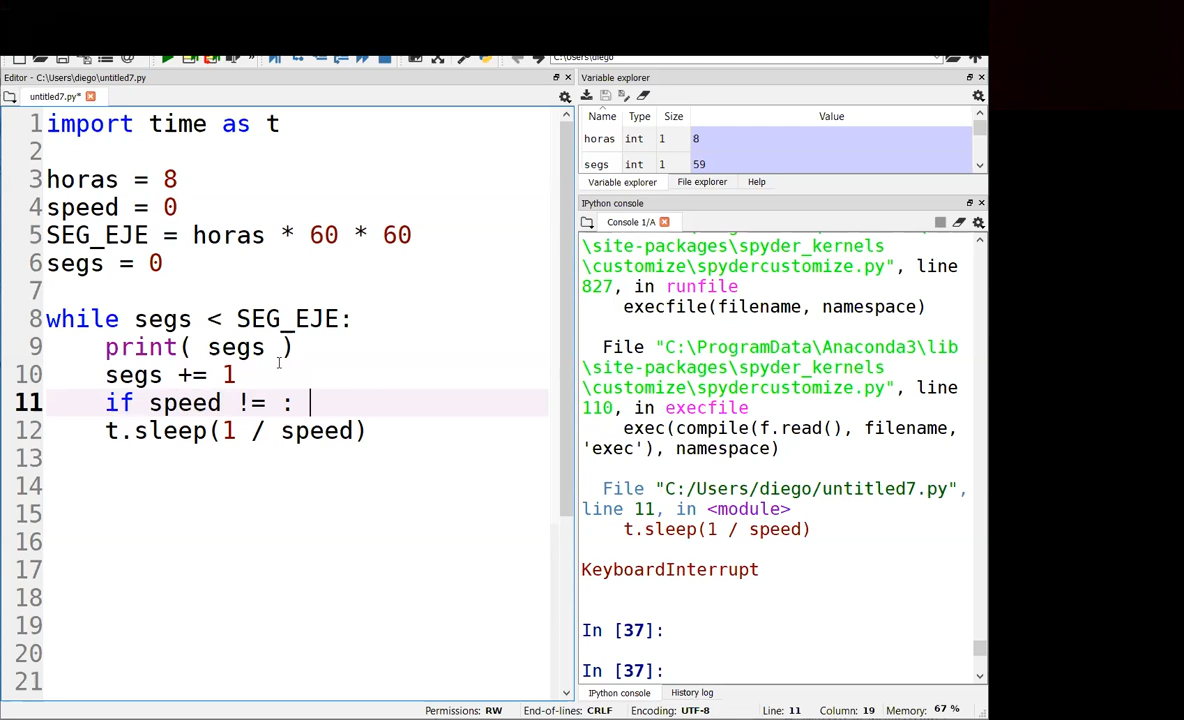 C:\Users\diego
Editor - C:\Users\diego\untitled7.py
untitled7.py*
1 import time as t
2
3 horas = 8
4 speed = 0
5 SEG_EJE = horas * 60 * 60
6 segs = 0
7
8 while segs < SEG_EJE:
9 print( segs )
10 segs += 1
11 if speed != :
12 t.sleep(1 / speed)
13
14
15
16
17
18
19
20
21
Variable explorer
Name Type Size Value
horas int 1 8
segs int 1 59
Variable explorer File explorer Help
IPython console
Console 1/A
\site-packages\spyder_kernels
\customize\spydercustomize.py", line
827, in runfile
execfile(filename, namespace)
File "C:\ProgramData\Anaconda3\lib
\site-packages\spyder_kernels
\customize\spydercustomize.py", line
110, in execfile
exec(compile(f.read(), filename,
'exec'), namespace)
File "C:/Users/diego/untitled7.py",
line 11, in <module>
t.sleep(1 / speed)
KeyboardInterrupt
In [37]:
In [37]:
IPython console History log
Permissions: RW End-of-lines: CRLF Encoding: UTF-8 Line: 11 Column: 19 Memory: 67 %